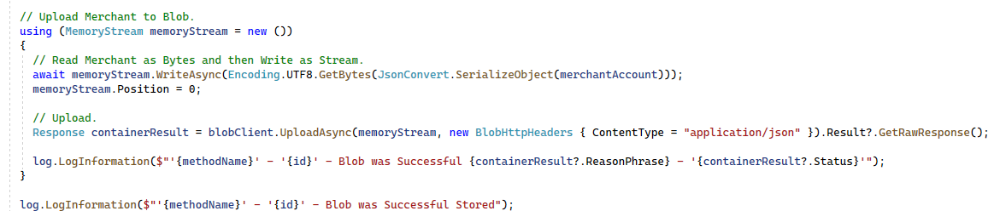 // Upload Merchant to Blob.
using (MemoryStream memoryStream = new ())
{
// Read Merchant as Bytes and then Write as Stream.
await memoryStream.WriteAsync(Encoding.UTF8.GetBytes(JsonConvert.SerializeObject(merchantAccount)));
memoryStream.Position = 0;
// Upload.
Response containerResult = blobClient.UploadAsync(memoryStream, new BlobHttpHeaders { ContentType = "application/json" }).Result?.GetRawResponse();
log.LogInformation($"'{methodName}' - '{id}' - Blob was Successful {containerResult?.ReasonPhrase} - '{containerResult?.Status}'");
}
log.LogInformation($"'{methodName}' - '{id}' - Blob was Successful Stored");